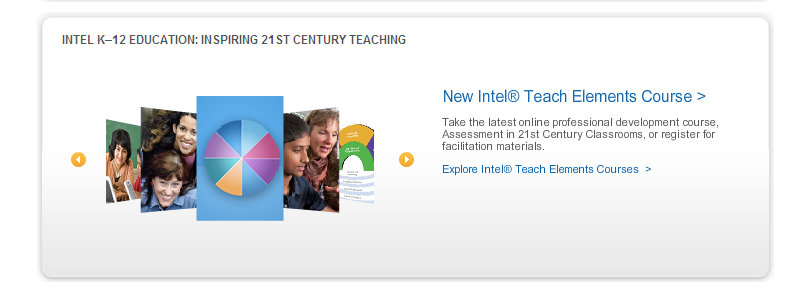 INTEL K–12 EDUCATION: INSPIRING 21ST CENTURY TEACHING
New Intel® Teach Elements Course >
Take the latest online professional development course,
Assessment in 21st Century Classrooms, or register for
facilitation materials.
Explore Intel® Teach Elements Courses >